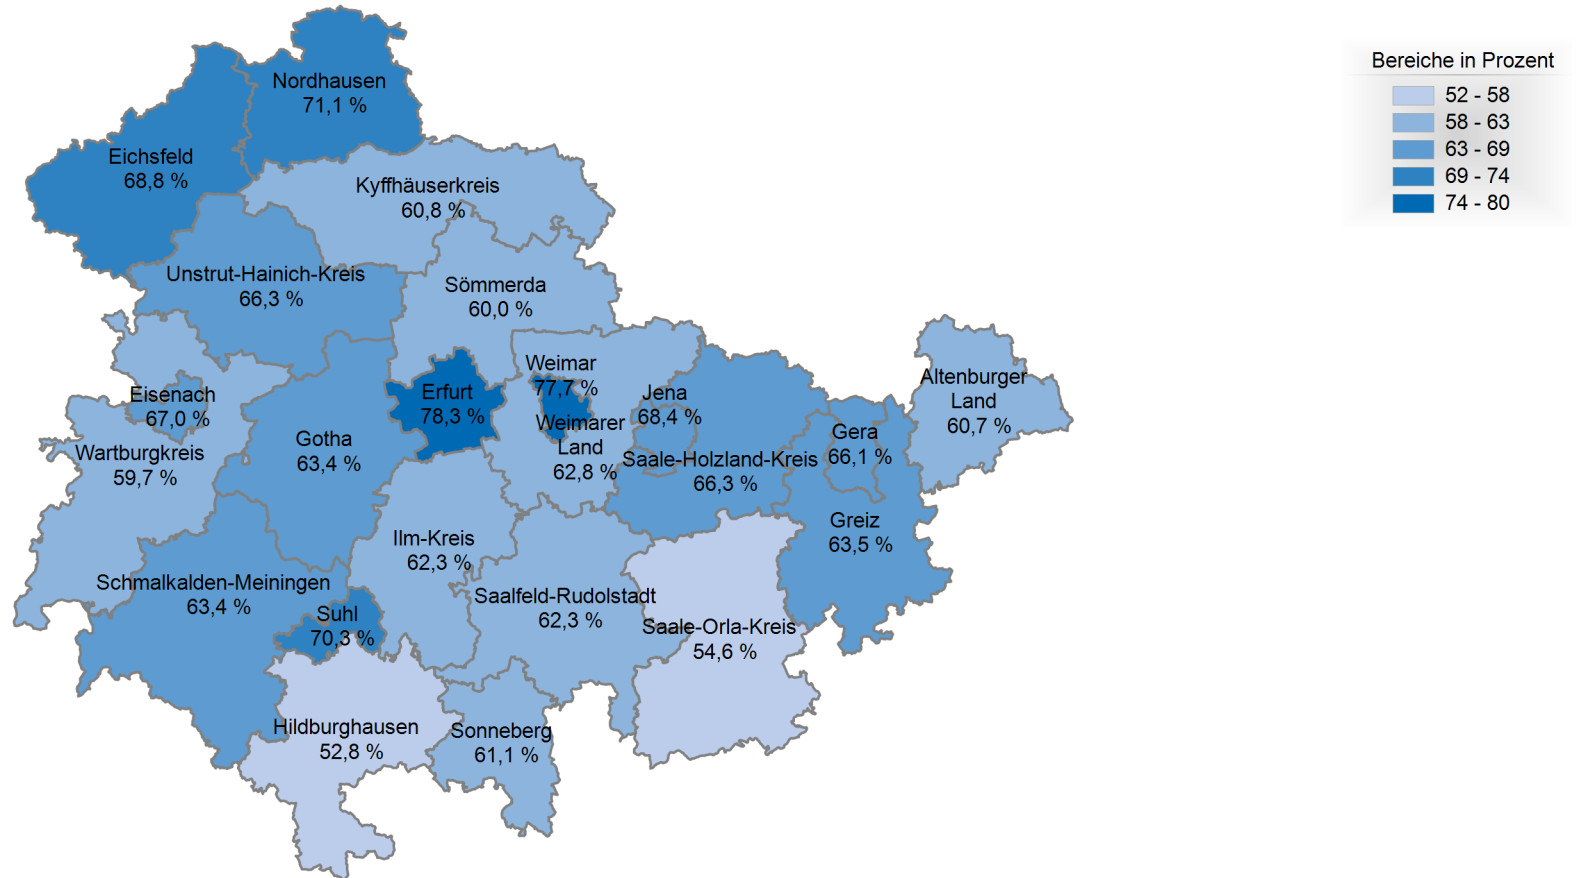 Bereiche in Prozent
52 - 58
58 - 63
63 - 69
69 - 74
74 - 80
Nordhausen
71,1 %
Eichsfeld
68,8 %
Kyffhäuserkreis
60,8 %
Unstrut-Hainich-Kreis
66,3 %
Sömmerda
60,0 %
Eisenach
67,0 %
Wartburgkreis
59,7 %
Gotha
63,4 %
Erfurt
78,3 %
Weimar
77,7 %
Weimarer
Land
62,8 %
Jena
68,4 %
Saale-Holzland-Kreis
66,3 %
Gera
66,1 %
Altenburger
Land
60,7 %
Greiz
63,5 %
Ilm-Kreis
62,3 %
Schmalkalden-Meiningen
63,4 %
Suhl
70,3 %
Saalfeld-Rudolstadt
62,3 %
Saale-Orla-Kreis
54,6 %
Hildburghausen
52,8 %
Sonneberg
61,1 %